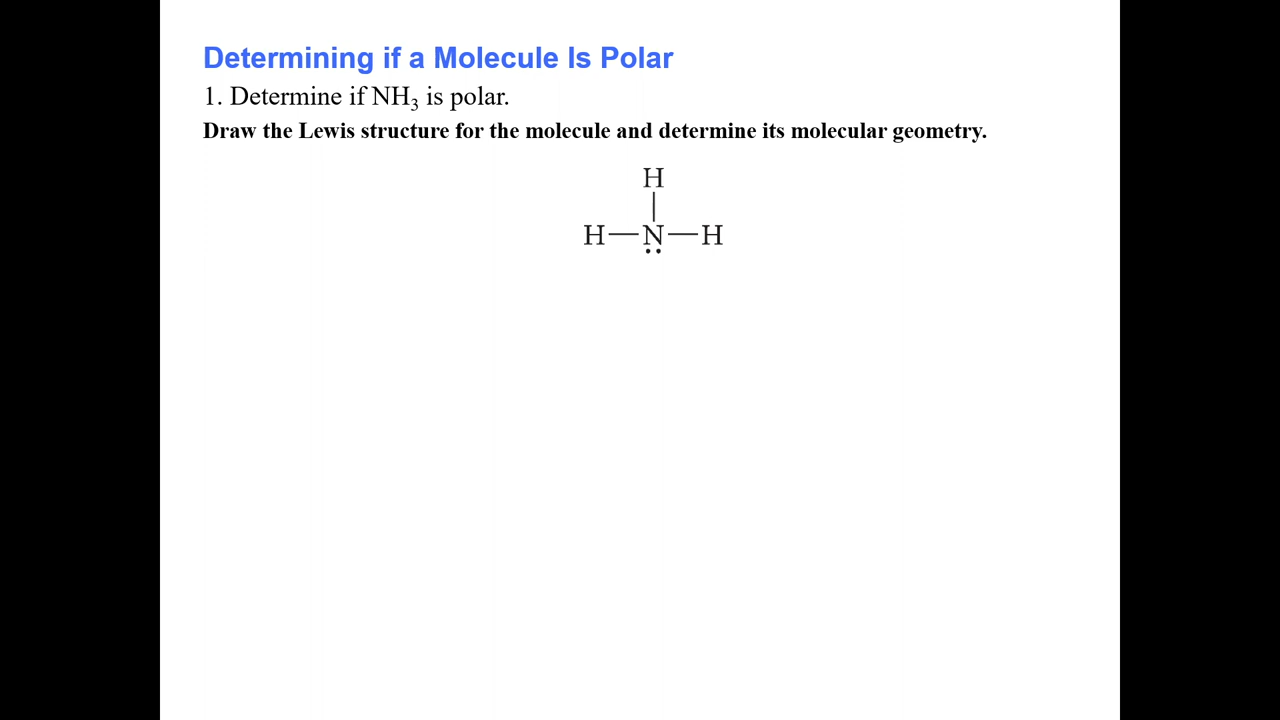 Determining if a Molecule Is Polar
1. Determine if NH₃ is polar.
Draw the Lewis structure for the molecule and determine its molecular geometry.
H
H—N—H